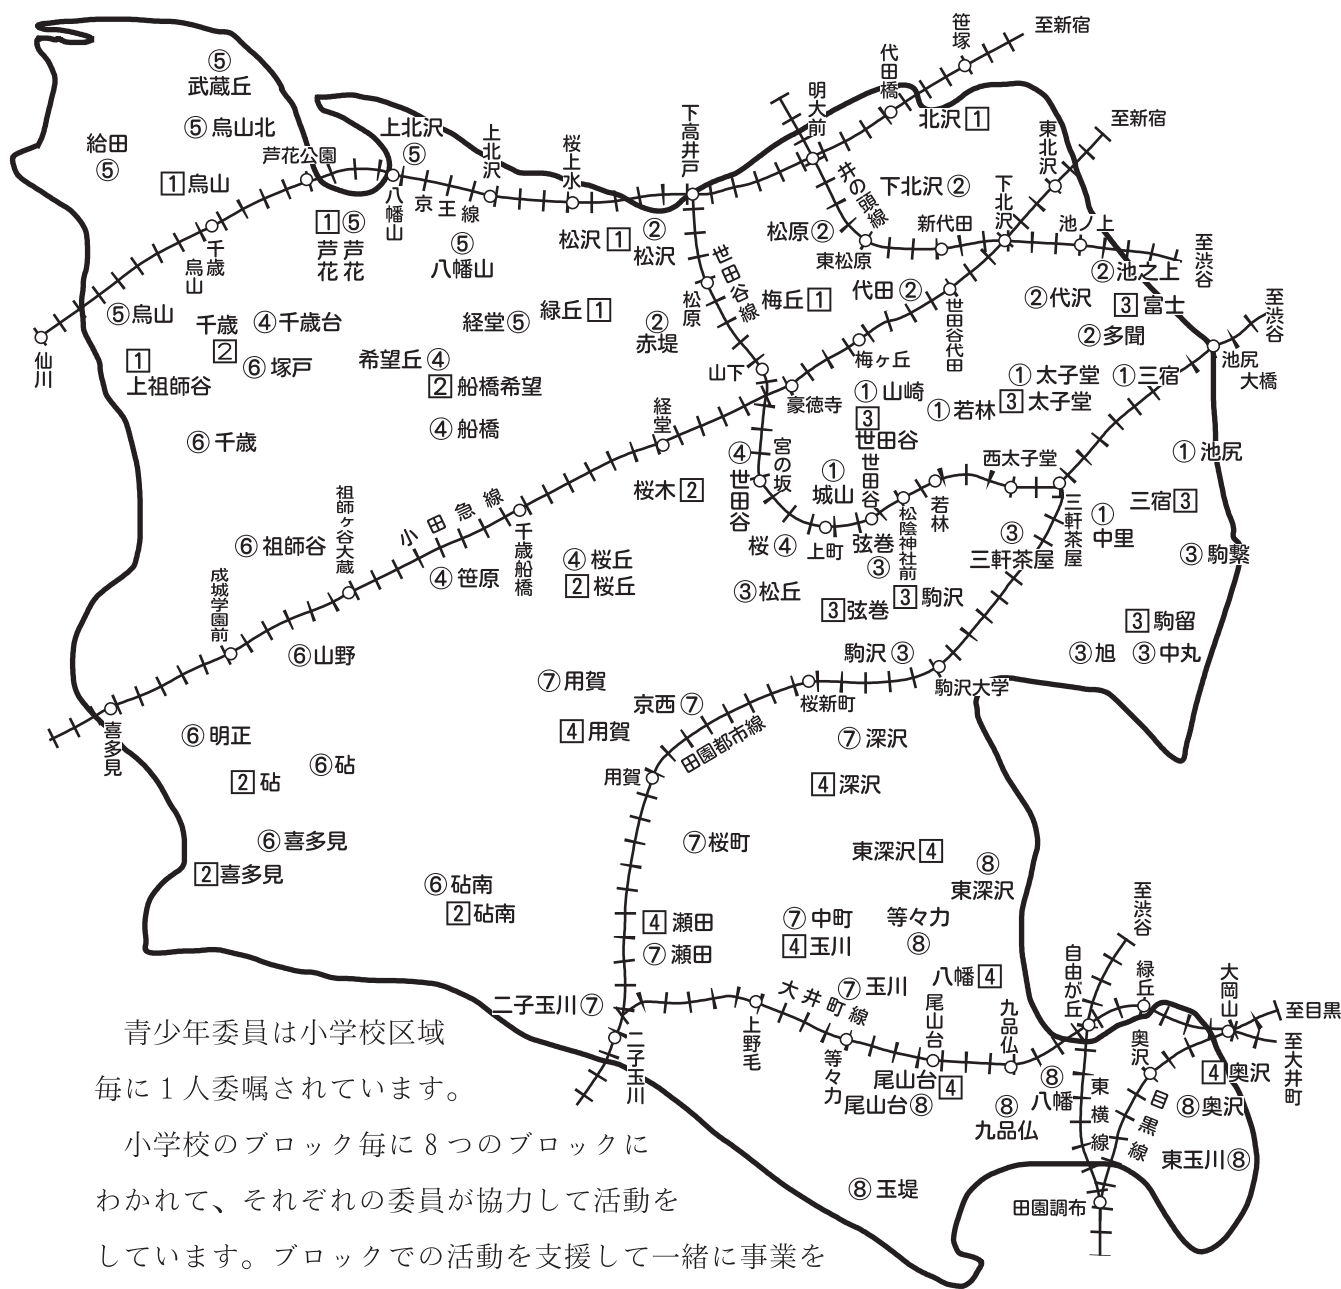 笹塚
至新宿
⑤
武蔵丘
代田橋
明大前
北沢 1
至新宿
⑤ 烏山北
上北沢
⑤
上北沢
下高井戸
桜上水
東北沢
給田
⑤
芦花公園
1 烏山
八幡山
京王線
井の頭線
下北沢 ②
下北沢
1 芦花
⑤ 芦花
⑤
八幡山
松沢 1
②
松沢
松原 ②
新代田
池ノ上
至渋谷
千歳烏山
世田谷線
東松原
② 池之上
⑤ 烏山
千歳
2
④ 千歳台
経堂 ⑤
緑丘 1
松原
梅丘 1
代田 ②
世田谷代田
② 代沢
3 富士
至渋谷
仙川
②
赤堤
② 多聞
1
上祖師谷
⑥ 塚戸
希望丘 ④
2 船橋希望
山下
梅ヶ丘
池尻大橋
豪徳寺
① 山崎
3
世田谷
① 太子堂
3 太子堂
① 三宿
① 若林
⑥ 千歳
④ 船橋
経堂
宮の坂
① 池尻
④
世田谷
①
城山
世田谷
西太子堂
桜木 2
三宿 3
祖師ヶ谷大蔵
小田急線
千歳船橋
若林
松陰神社前
三軒茶屋
①
中里
⑥ 祖師谷
桜 ④
上町
弦巻
③
③
三軒茶屋
③ 駒繋
④ 笹原
④ 桜丘
2 桜丘
③ 松丘
3 弦巻
3 駒沢
成城学園前
3 駒留
⑥ 山野
駒沢 ③
③ 旭
③ 中丸
⑦ 用賀
京西 ⑦
桜新町
駒沢大学
喜多見
⑥ 明正
4 用賀
田園都市線
⑦ 深沢
2 砧
⑥ 砧
用賀
4 深沢
⑥ 喜多見
⑦ 桜町
東深沢 4
⑧
東深沢
2 喜多見
⑥ 砧南
2 砧南
4 瀬田
⑦ 瀬田
⑦ 中町
4 玉川
等々力
⑧
至渋谷
自由が丘
緑丘
大岡山
八幡 4
二子玉川 ⑦
大井町線
⑦ 玉川
尾山台
九品仏
至目黒
至大井町
上野毛
等々力
奥沢
二子玉川
尾山台 4
尾山台 ⑧
⑧
八幡
⑧
九品仏
東横線
目黒線
4 奥沢
⑧ 奥沢
東玉川 ⑧
⑧ 玉堤
田園調布
青少年委員は小学校区域
毎に１人委嘱されています。
小学校のブロック毎に８つのブロックに
わかれて、それぞれの委員が協力して活動を
しています。ブロックでの活動を支援して一緒に事業を